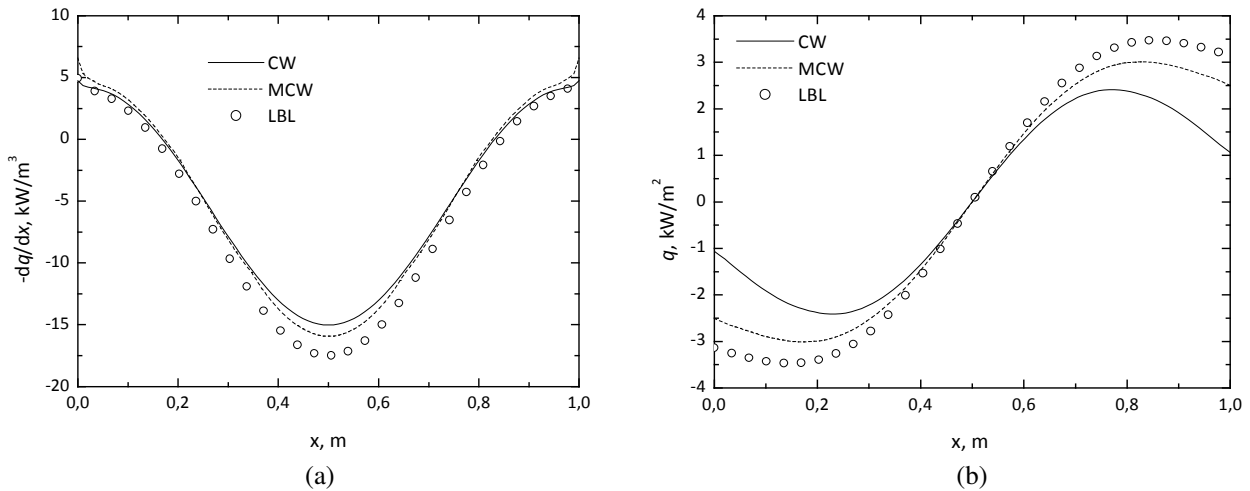 10
5
0
-5
-10
-15
-20
-dq/dx, kW/m³
CW
MCW
LBL
0,0 0,2 0,4 0,6 0,8 1,0
x, m
(a)
4
3
2
1
0
-1
-2
-3
-4
q, kW/m²
CW
MCW
LBL
0,0 0,2 0,4 0,6 0,8 1,0
x, m
(b)